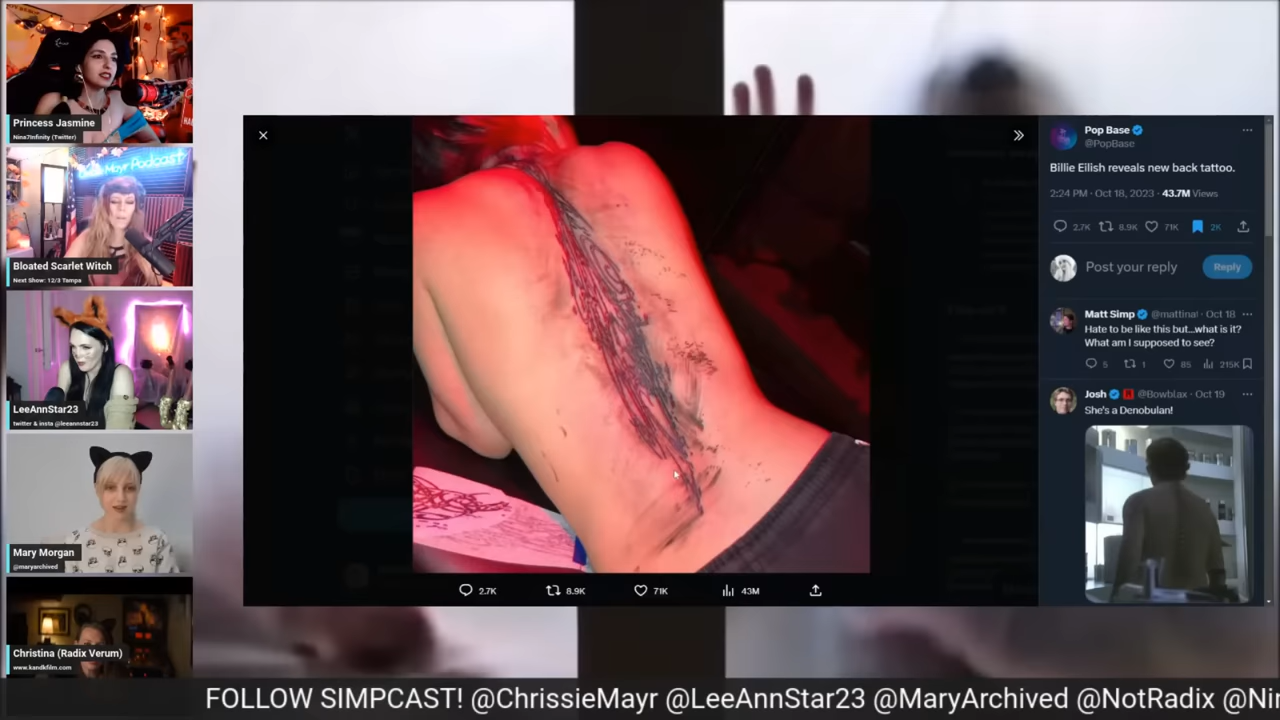 Princess Jasmine
Nina7Infinity (Twitter)
Mayr Podcast
Bloated Scarlet Witch
Next Show: 12/3 Tampa
LeeAnnStar23
twitter & insta @leeannstar23
Mary Morgan
@maryarchived
Christina (Radix Verum)
www.kandkfilm.com
2.7K
8.9K
71K
43M
Pop Base
@PopBase
Billie Eilish reveals new back tattoo.
2:24 PM · Oct 18, 2023 · 43.7M Views
2.7K 8.9K 71K 2K
Post your reply
Reply
Matt Simp @mattina! · Oct 18
Hate to be like this but...what is it?
What am I supposed to see?
5 1 85 215K
Josh @Bowblax · Oct 19
She's a Denobulan!
FOLLOW SIMPCAST! @ChrissieMayr @LeeAnnStar23 @MaryArchived @NotRadix @Nin